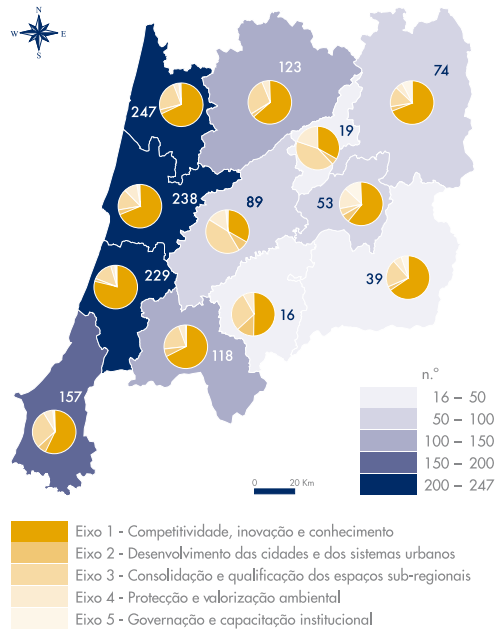 N
W E
S
123
74
247
19
238
89
53
229
39
16
118
157
n.º
16 – 50
50 – 100
100 – 150
150 – 200
200 – 247
0 20 Km
Eixo 1 - Competitividade, inovação e conhecimento
Eixo 2 - Desenvolvimento das cidades e dos sistemas urbanos
Eixo 3 - Consolidação e qualificação dos espaços sub-regionais
Eixo 4 - Protecção e valorização ambiental
Eixo 5 - Governação e capacitação institucional